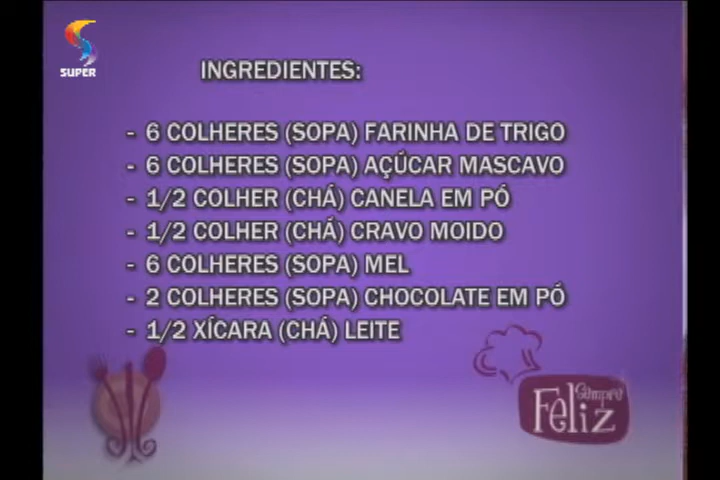 SUPER
INGREDIENTES:
- 6 COLHERES (SOPA) FARINHA DE TRIGO
- 6 COLHERES (SOPA) AÇÚCAR MASCAVO
- 1/2 COLHER (CHÁ) CANELA EM PÓ
- 1/2 COLHER (CHÁ) CRAVO MOIDO
- 6 COLHERES (SOPA) MEL
- 2 COLHERES (SOPA) CHOCOLATE EM PÓ
- 1/2 XÍCARA (CHÁ) LEITE
Sempre
Feliz